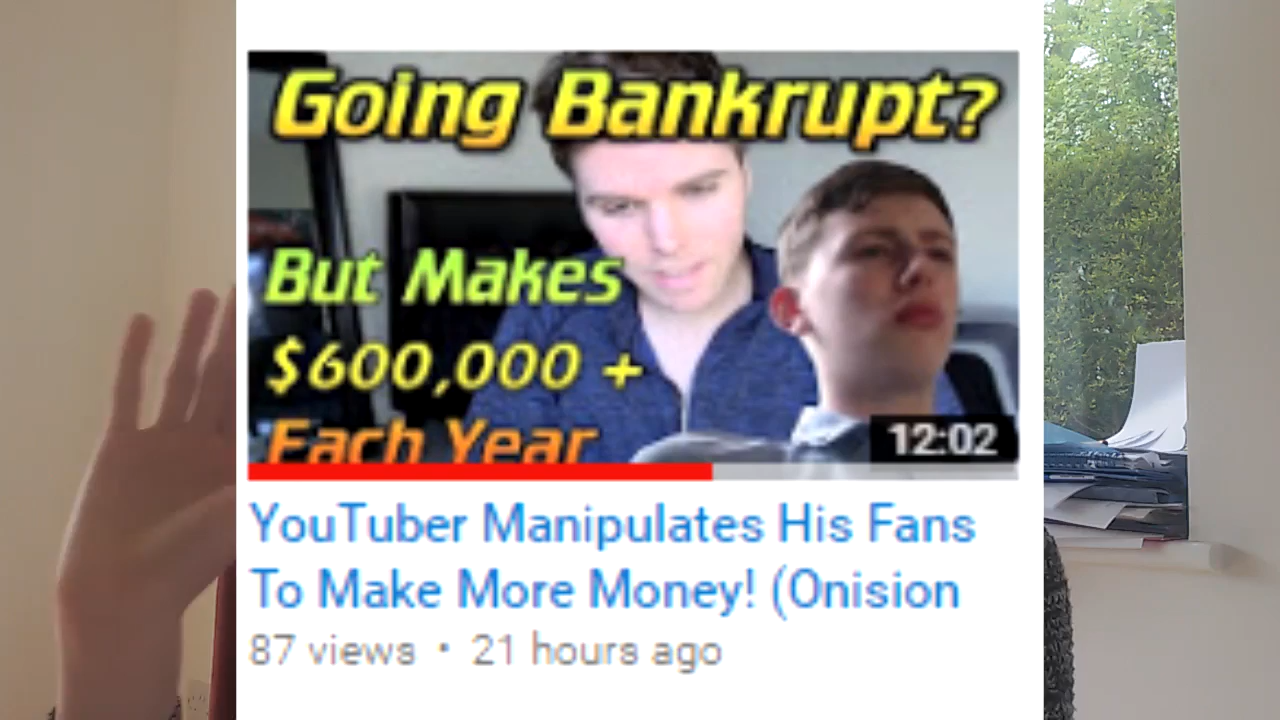 Going Bankrupt?
But Makes
$600,000 +
Each Year
12:02
YouTuber Manipulates His Fans
To Make More Money! (Onision
87 views • 21 hours ago